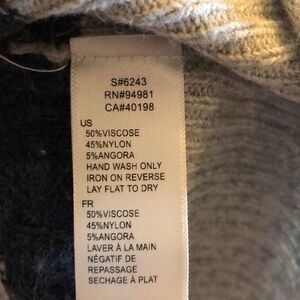 S#6243
RN#94981
CA#40198
US
50%VISCOSE
45%NYLON
5%ANGORA
HAND WASH ONLY
IRON ON REVERSE
LAY FLAT TO DRY
FR
50%VISCOSE
45%NYLON
5%ANGORA
LAVER À LA MAIN
NÉGATIF DE
REPASSAGE
SECHAGE À PLAT